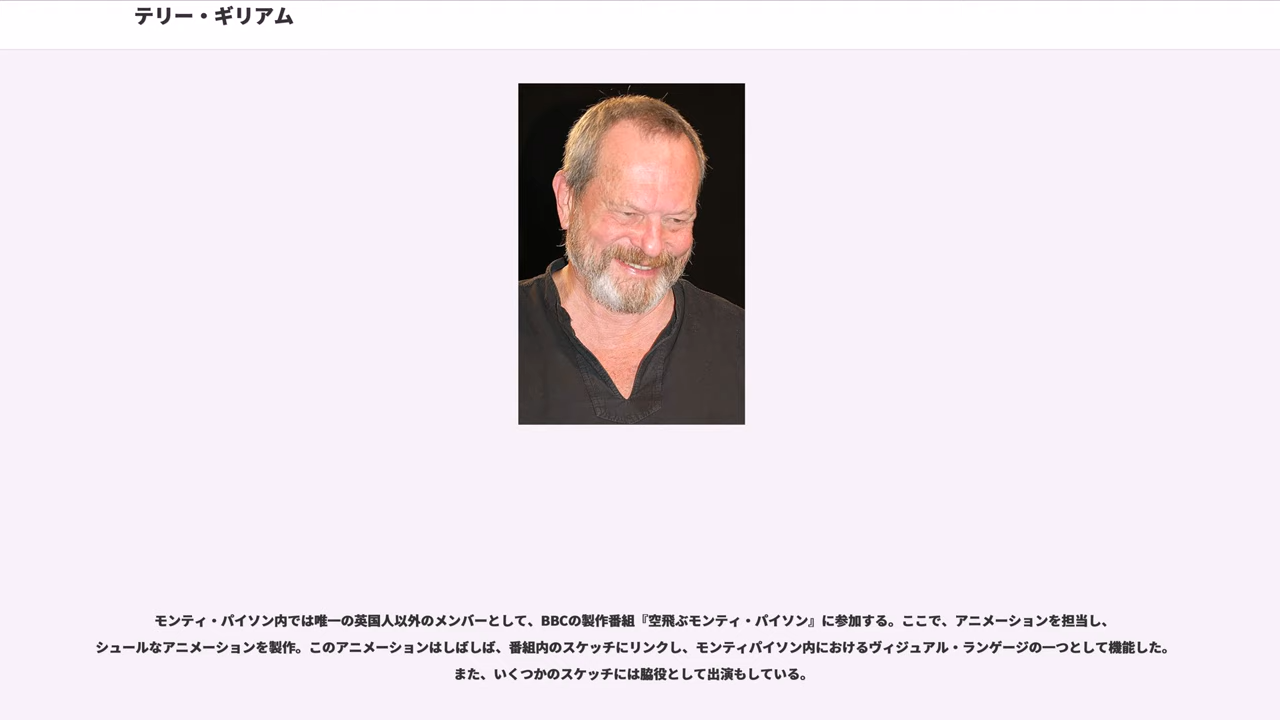 テリー・ギリアム
モンティ・パイソン内では唯一の英国人以外のメンバーとして、BBCの製作番組『空飛ぶモンティ・パイソン』に参加する。ここで、アニメーションを担当し、
シュールなアニメーションを製作。このアニメーションはしばしば、番組内のスケッチにリンクし、モンティパイソン内におけるヴィジュアル・ランゲージの一つとして機能した。
また、いくつかのスケッチには脇役として出演もしている。